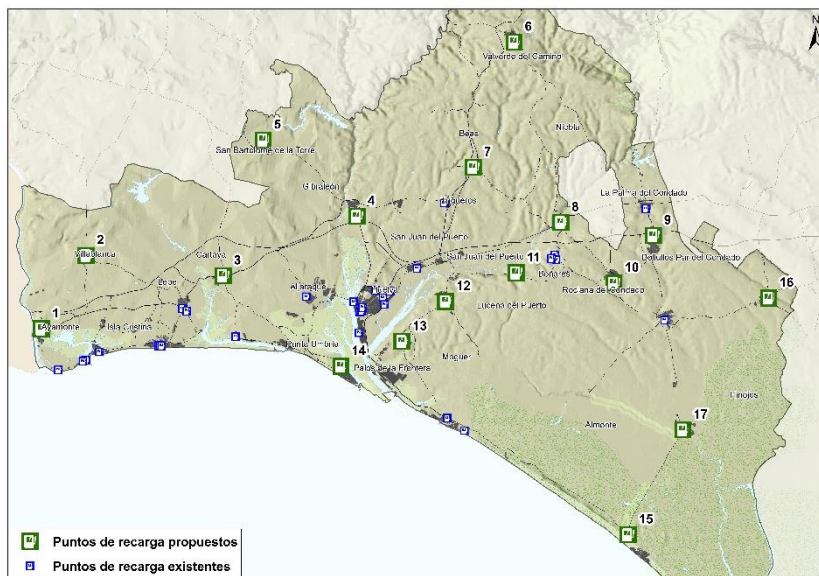 N
6
Valverde del Camino
5
San Bartolomé de la Torre
Beas
7
Niebla
Gibraleón
4
Trigueros
8
La Palma del Condado
9
2
Villablanca
San Juan del Puerto
San Juan del Puerto
Bollullos Par del Condado
Cartaya
3
11
Bonares
10
Rociana del Condado
16
Lepe
Aljaraque
Huelva
12
Lucena del Puerto
1
Ayamonte
Isla Cristina
13
Punta Umbría
14
Moguer
Palos de la Frontera
Hinojos
Almonte
17
15
Puntos de recarga propuestos
Puntos de recarga existentes